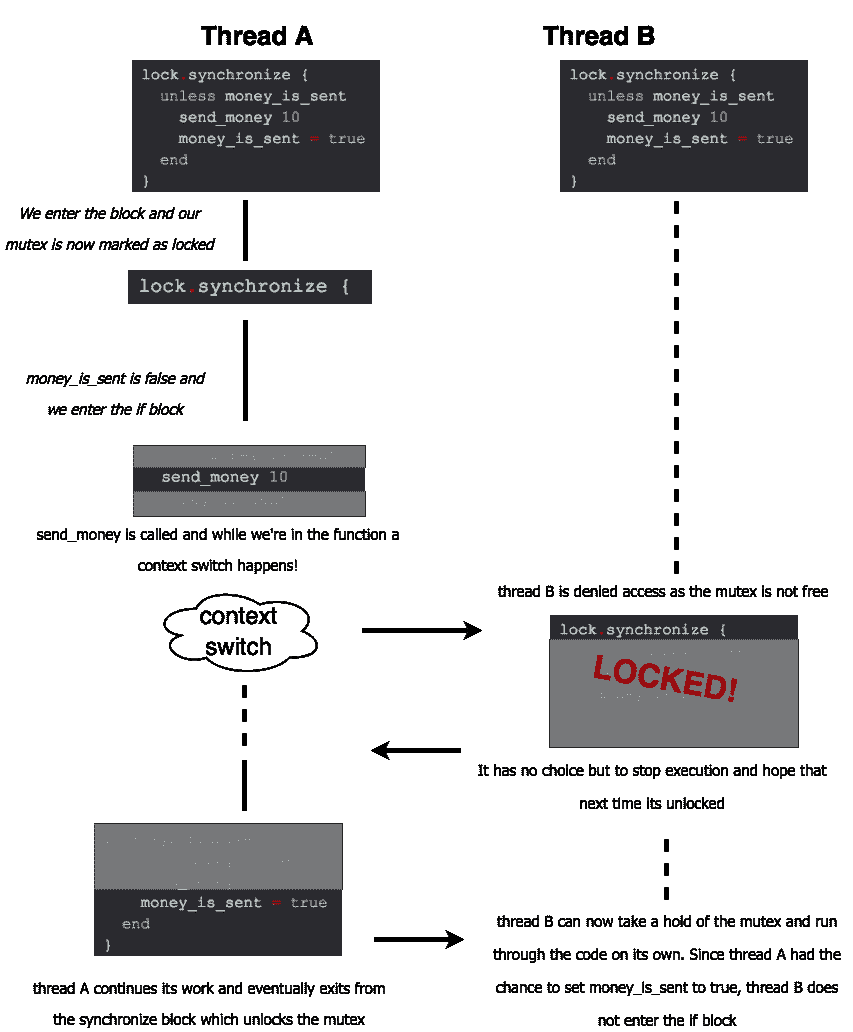 Thread A
lock.synchronize {
unless money_is_sent
send_money 10
money_is_sent = true
end
}
We enter the block and our
mutex is now marked as locked
lock.synchronize {
money_is_sent is false and
we enter the if block
send_money 10
send_money is called and while we're in the function a
context switch happens!
context
switch
money_is_sent = true
end
}
thread A continues its work and eventually exits from
the synchronize block which unlocks the mutex
Thread B
lock.synchronize {
unless money_is_sent
send_money 10
money_is_sent = true
end
}
thread B is denied access as the mutex is not free
lock.synchronize {
LOCKED!
It has no choice but to stop execution and hope that
next time its unlocked
thread B can now take a hold of the mutex and run
through the code on its own. Since thread A had the
chance to set money_is_sent to true, thread B does
not enter the if block